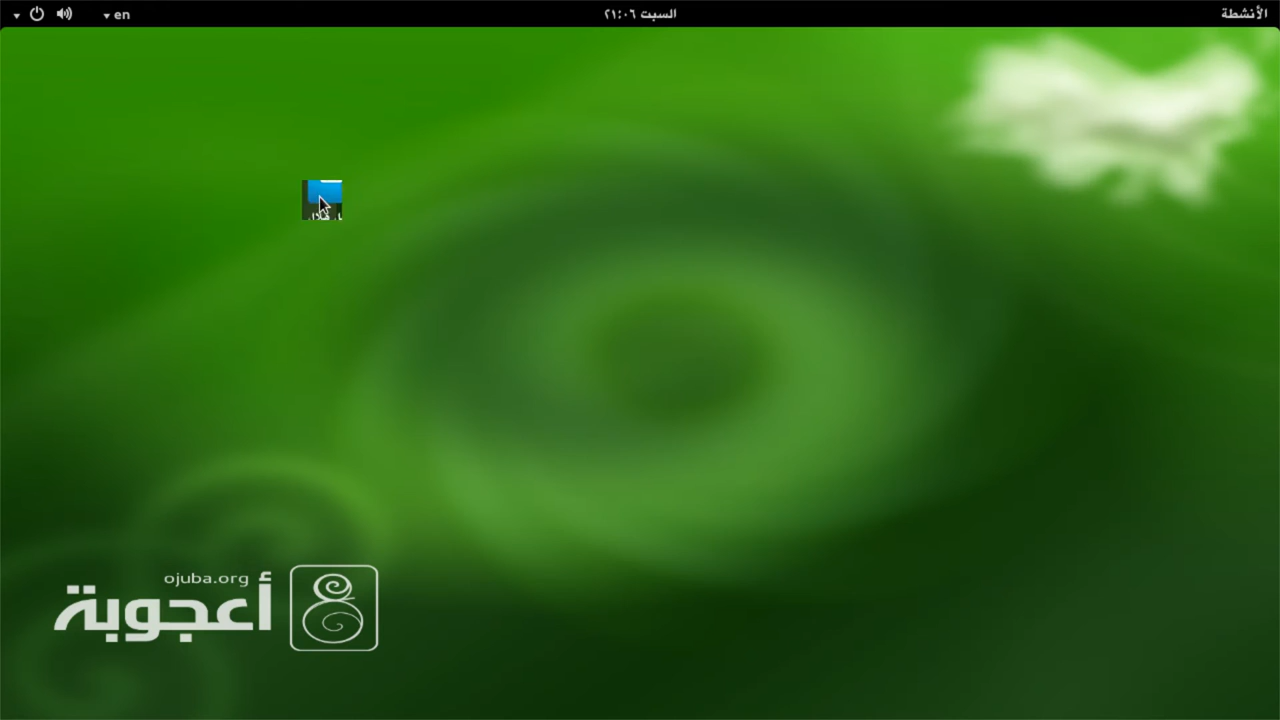 الأنشطة
السبت ٢١:٠٦
en
ojuba.org
أعجوبة